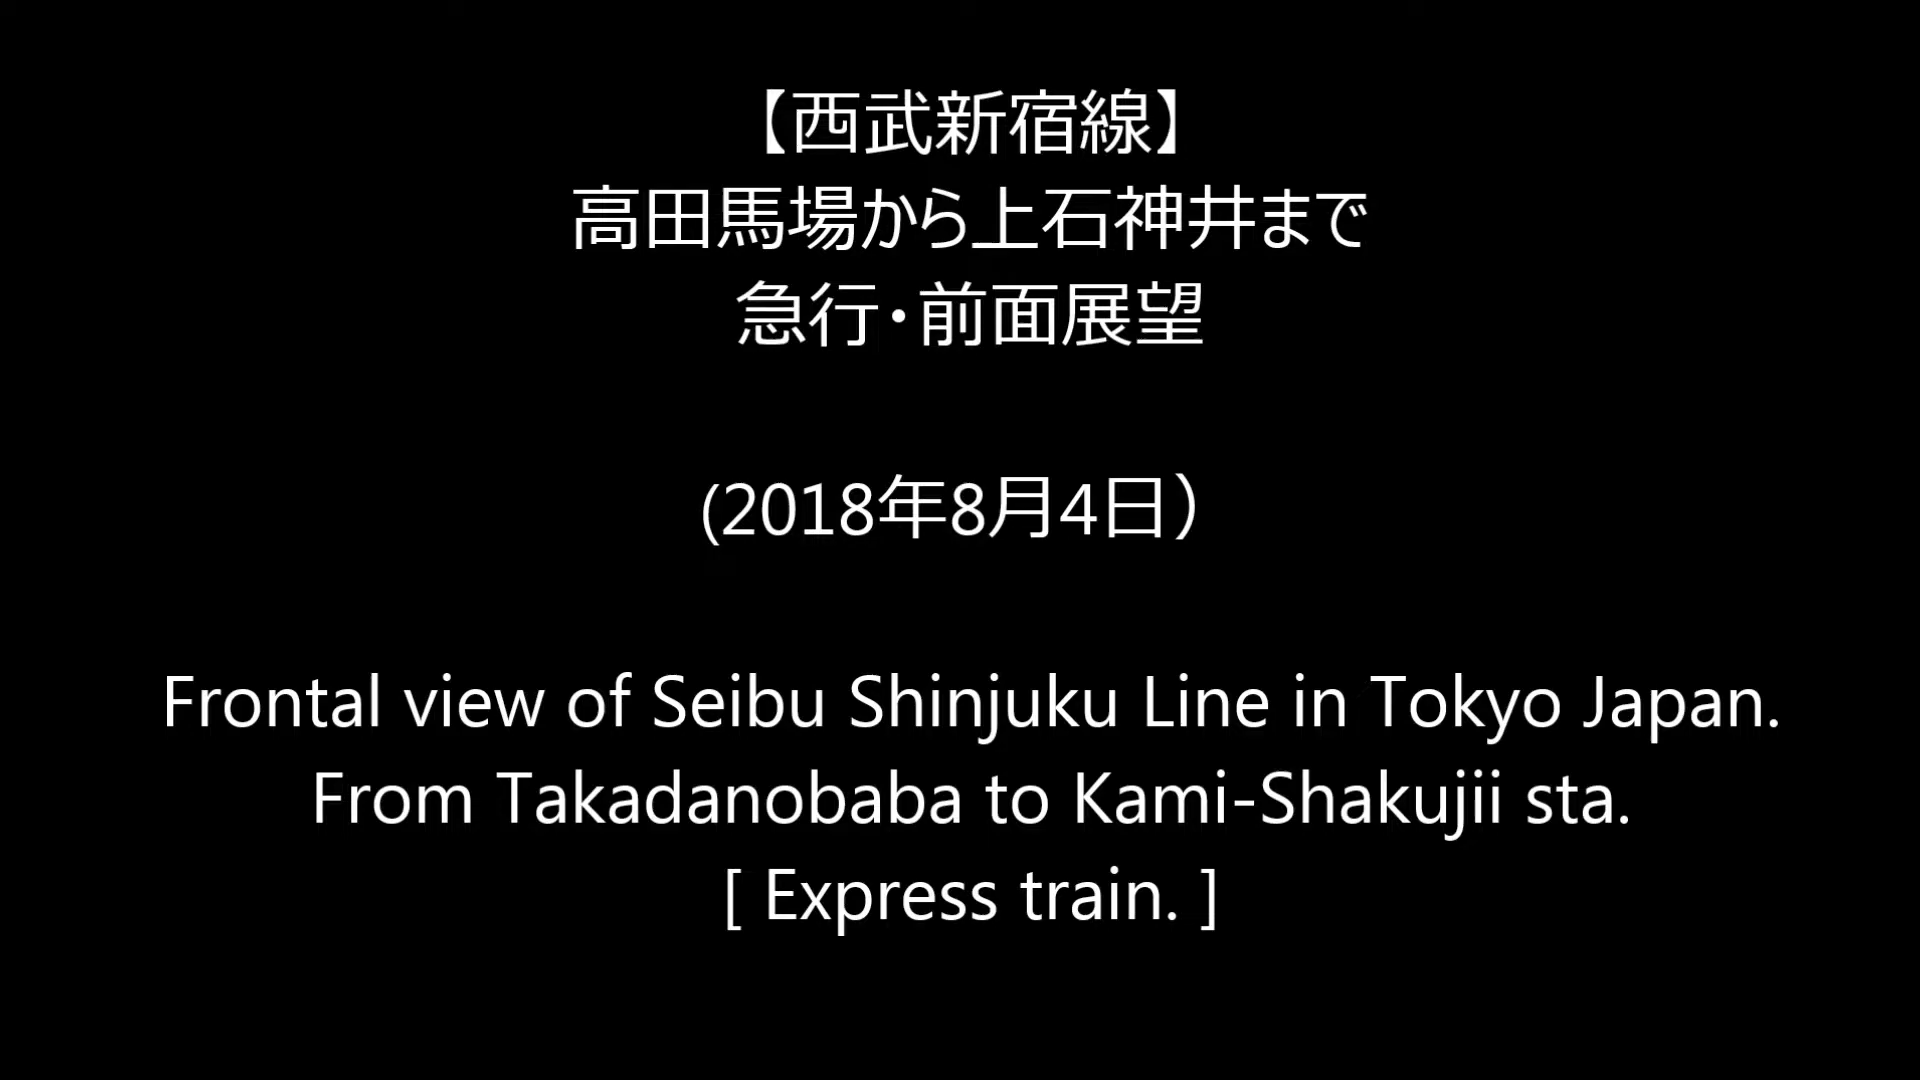 【西武新宿線】
高田馬場から上石神井まで
急行・前面展望
(2018年8月4日）
Frontal view of Seibu Shinjuku Line in Tokyo Japan.
From Takadanobaba to Kami-Shakujii sta.
[ Express train. ]